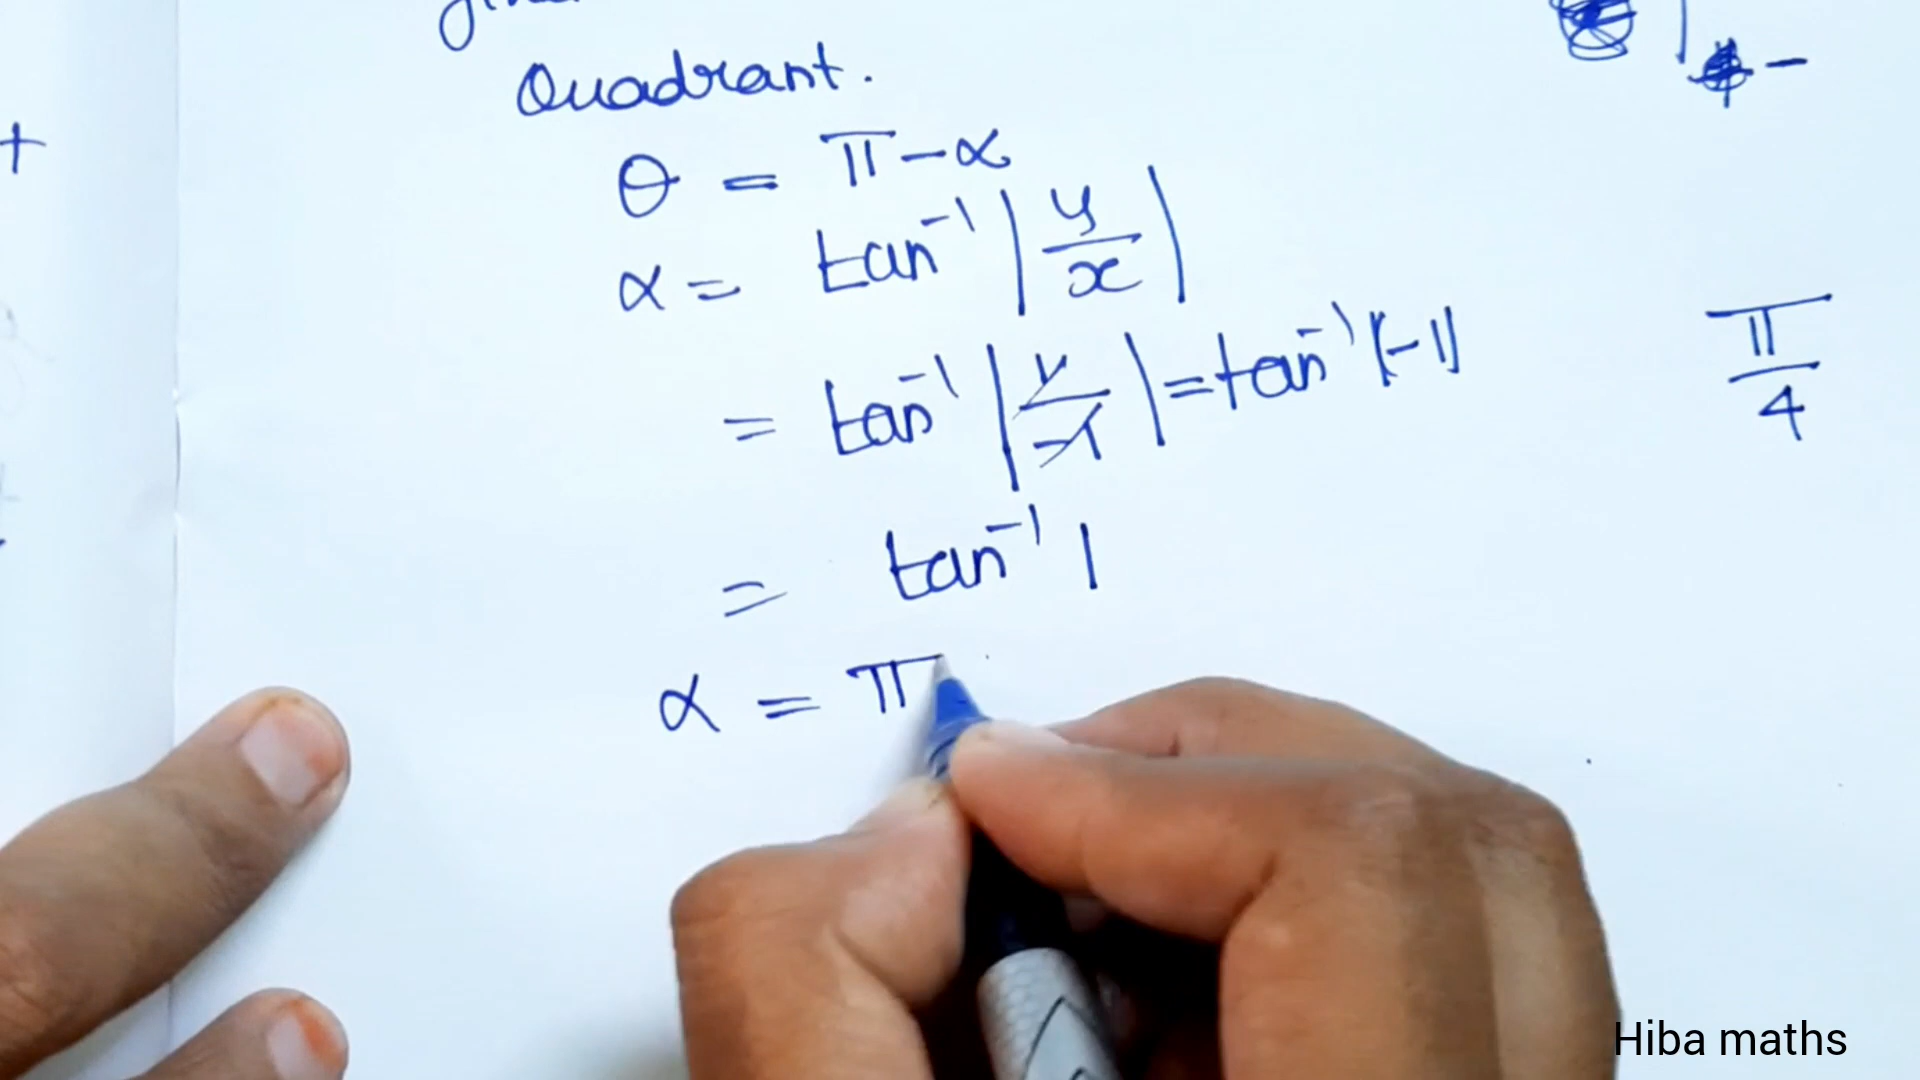 +
Quadrant.
-
θ = π - α
α = tan⁻¹ |y/x|
= tan⁻¹ |1/-1| = tan⁻¹ |-1|
π/4
= tan⁻¹ 1
α = π
Hiba maths